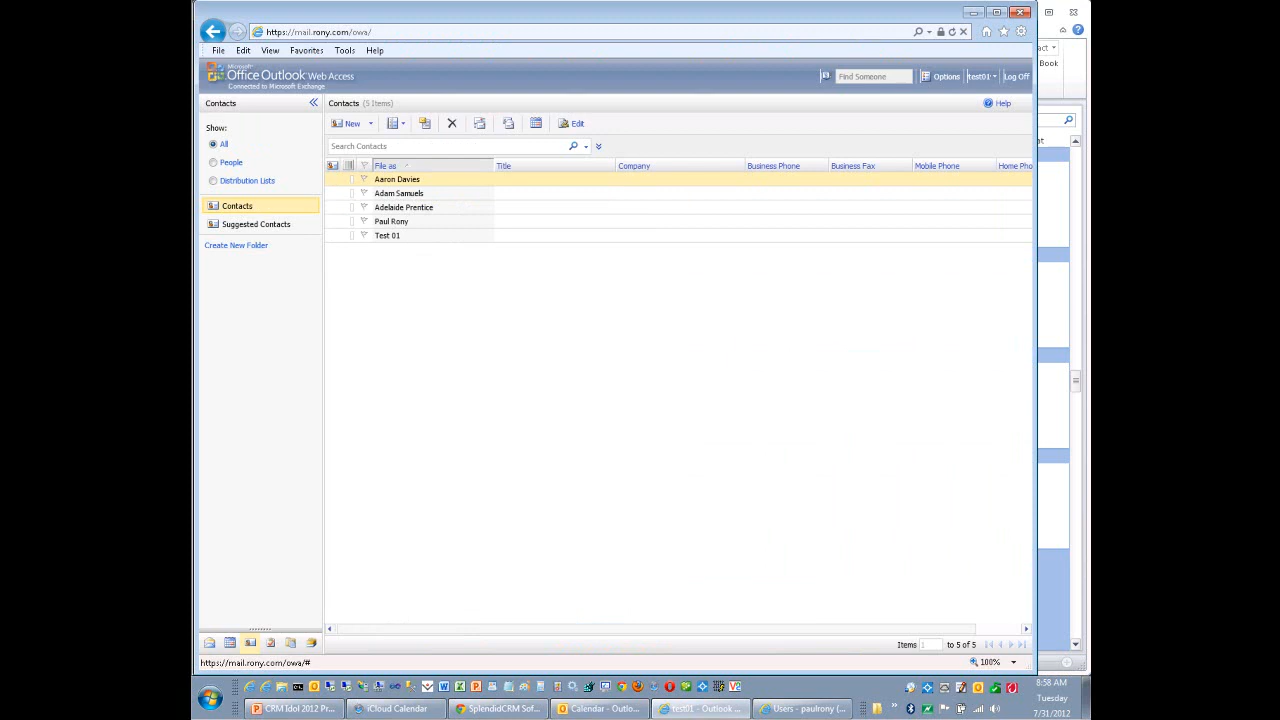 https://mail.rony.com/owa/
File Edit View Favorites Tools Help
Microsoft
Office Outlook Web Access
Connected to Microsoft Exchange
Find Someone
Options
test01
Log Off
Book
Contacts
Contacts (5 Items)
Help
Show:
All
People
Distribution Lists
Contacts
Suggested Contacts
Create New Folder
New
Edit
Search Contacts
File as Title Company Business Phone Business Fax Mobile Phone Home Pho
Aaron Davies
Adam Samuels
Adelaide Prentice
Paul Rony
Test 01
Items 1 to 5 of 5
https://mail.rony.com/owa/#
100%
CRM Idol 2012 Pr...
iCloud Calendar
SplendidCRM Sof...
Calendar - Outlo...
test01 - Outlook ...
Users - paulrony (...
8:58 AM
Tuesday
7/31/2012